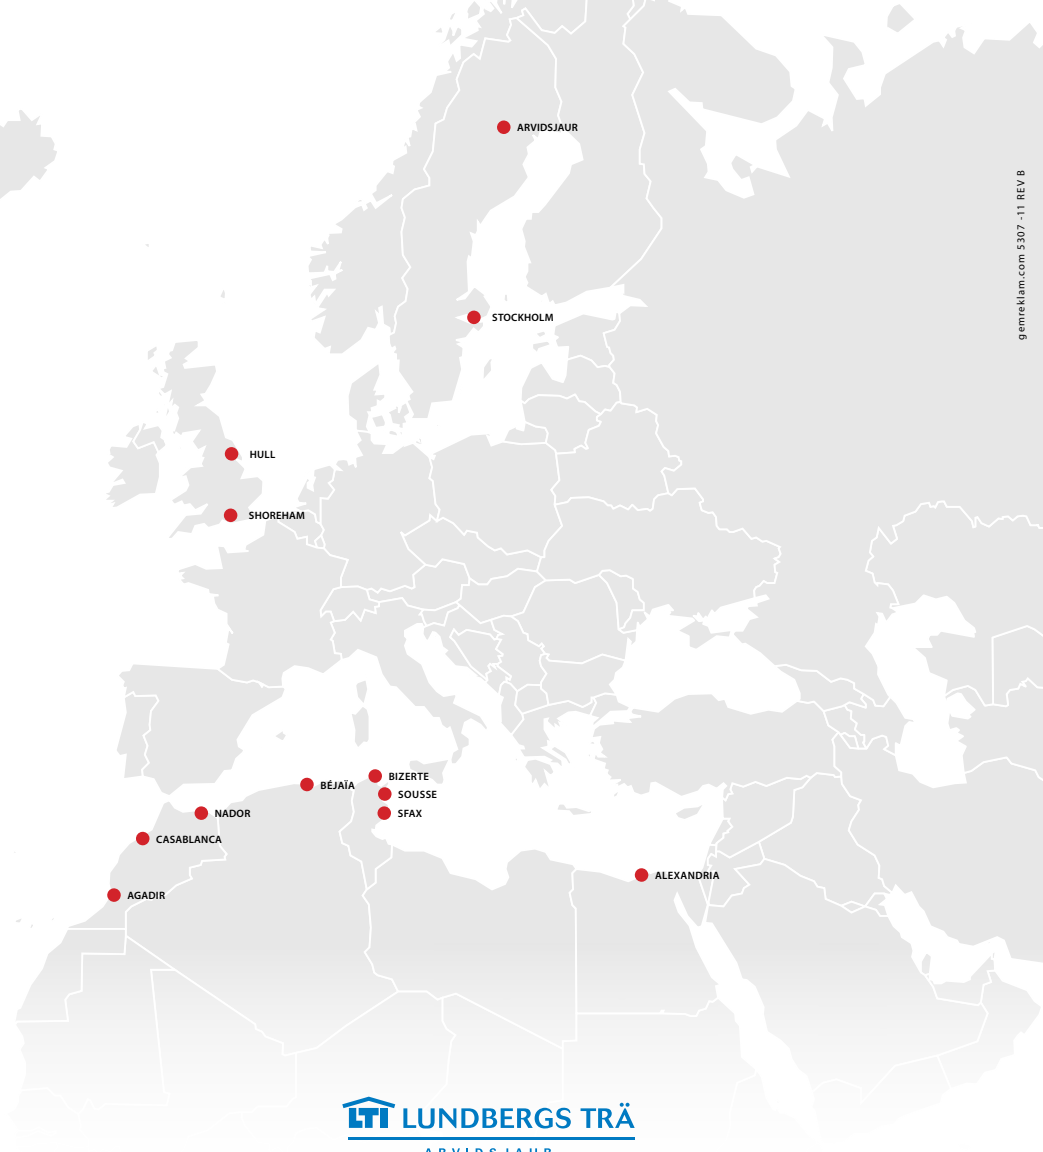 ARVIDSJAUR
gemreklam.com 5307 -11 REV B
STOCKHOLM
HULL
SHOREHAM
BIZERTE
BÉJAÏA
SOUSSE
NADOR
SFAX
CASABLANCA
ALEXANDRIA
AGADIR
LTI LUNDBERGS TRÄ
ARVIDSJAUR